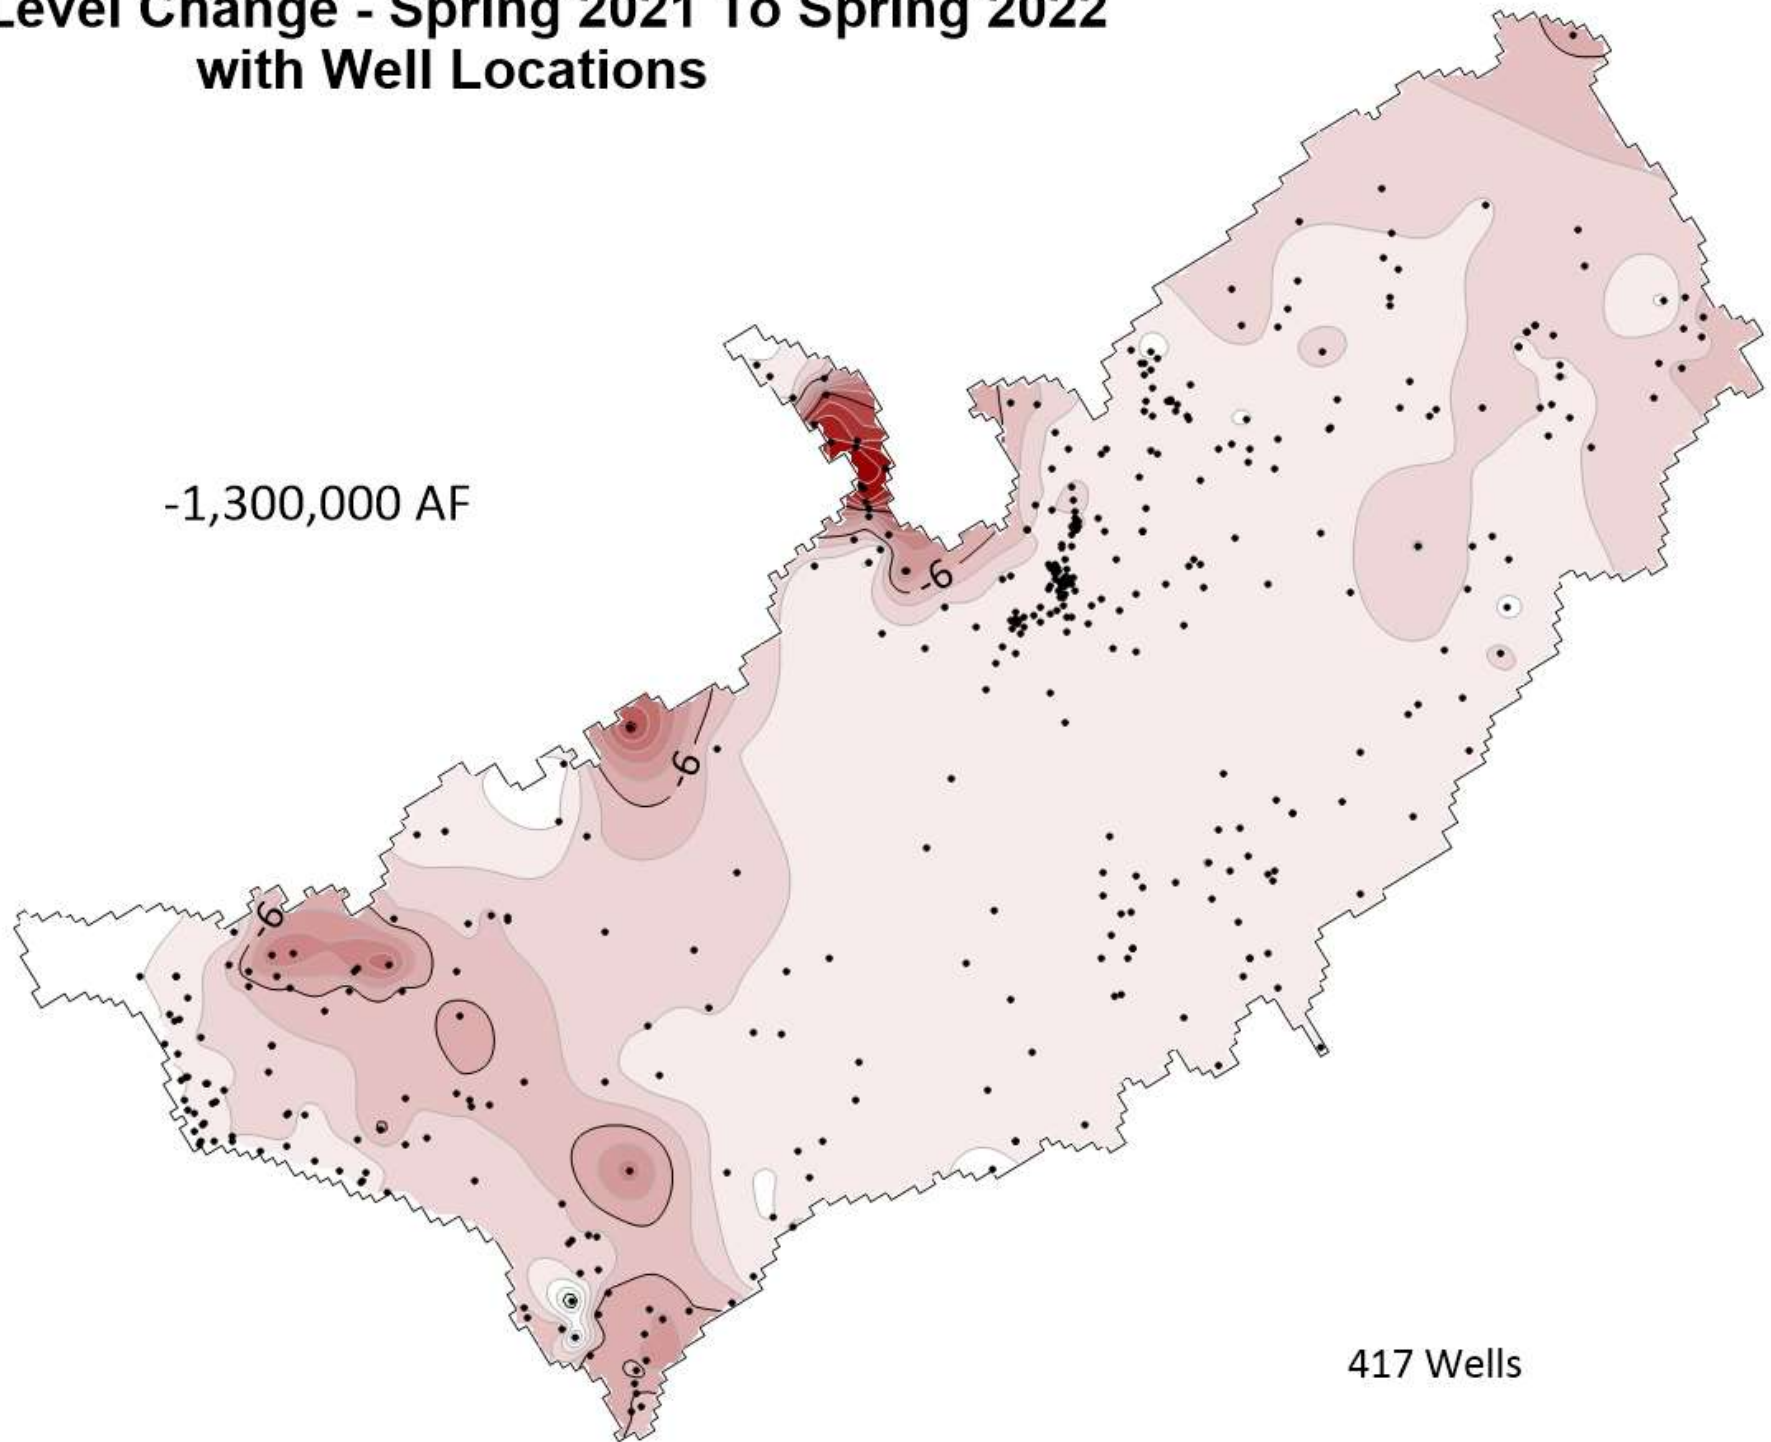 Level Change - Spring 2021 To Spring 2022
with Well Locations
-1,300,000 AF
-6
-6
-6
417 Wells